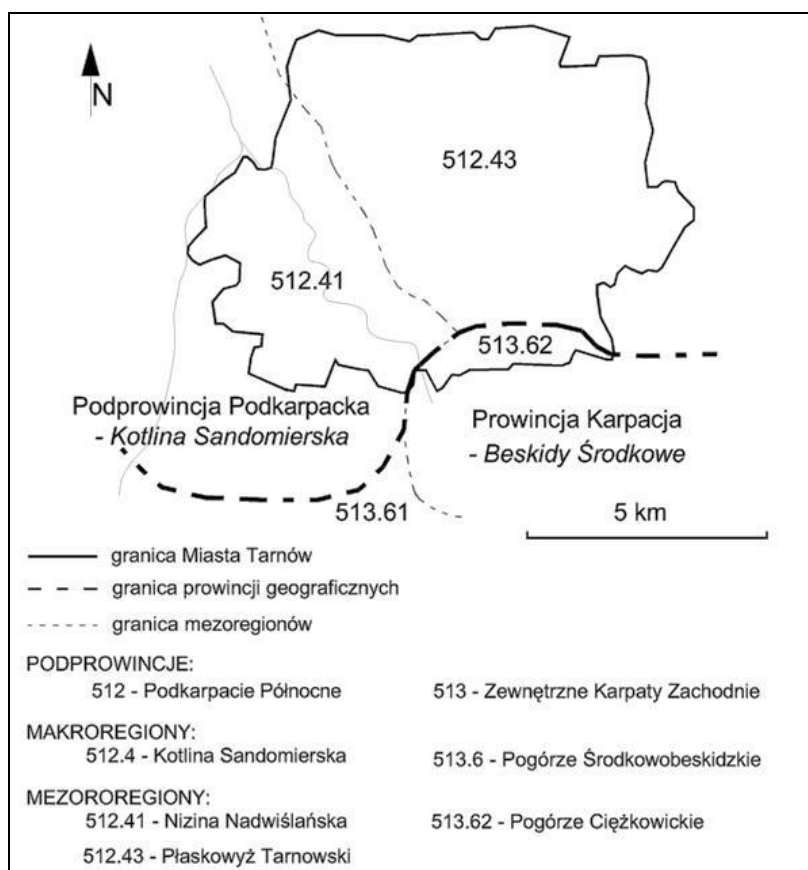 N
512.43
512.41
513.62
Podprowincja Podkarpacka
- Kotlina Sandomierska
Prowincja Karpacja
- Beskidy Środkowe
513.61
5 km
granica Miasta Tarnów
granica prowincji geograficznych
granica mezoregionów
PODPROWINCJE:
512 - Podkarpacie Północne
513 - Zewnętrzne Karpaty Zachodnie
MAKROREGIONY:
512.4 - Kotlina Sandomierska
513.6 - Pogórze Środkowobeskidzkie
MEZOROREGIONY:
512.41 - Nizina Nadwiślańska
513.62 - Pogórze Ciężkowickie
512.43 - Płaskowyż Tarnowski